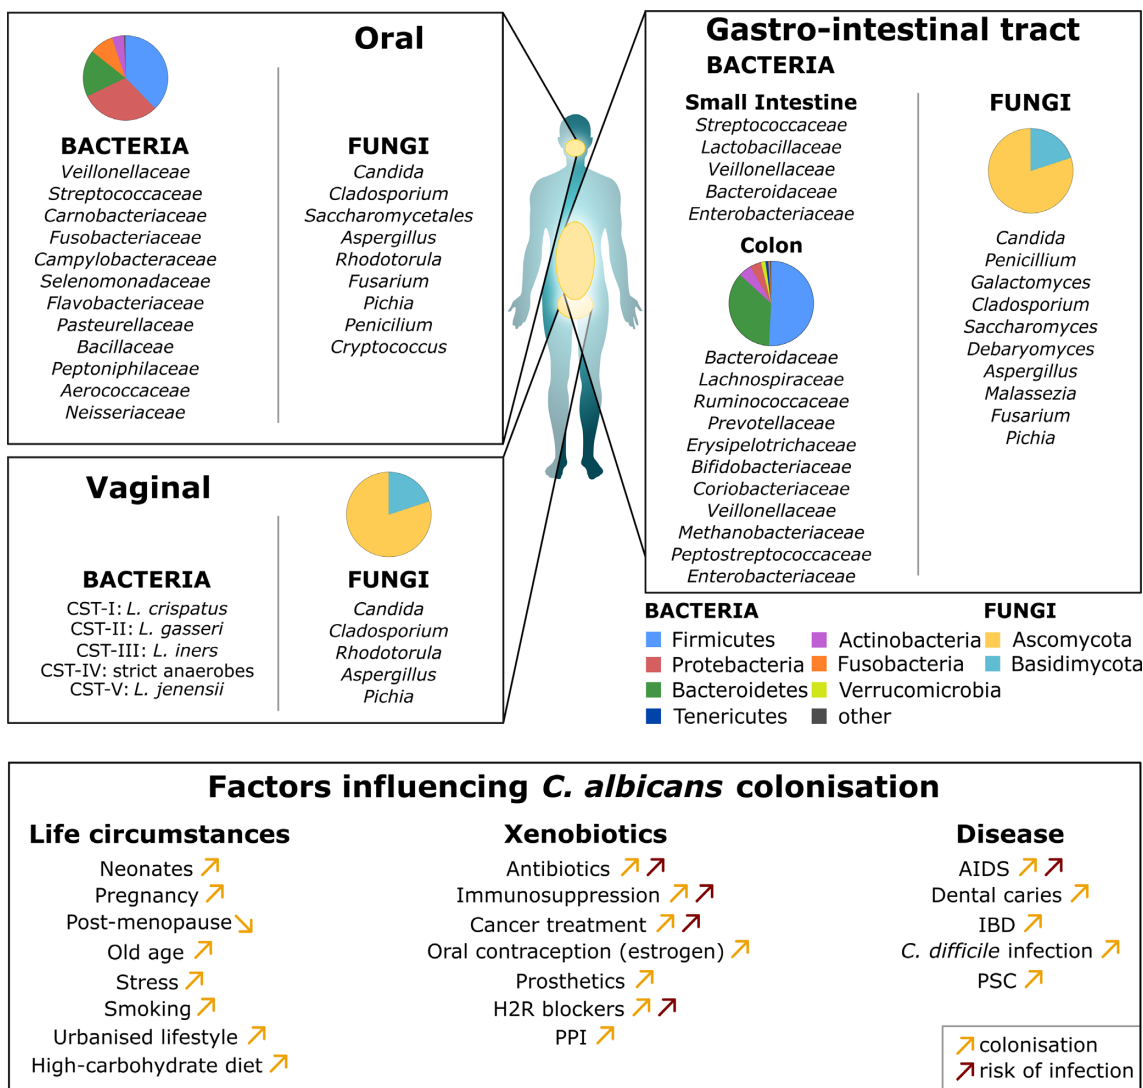 Oral
BACTERIA
Veillonellaceae
Streptococcaceae
Carnobacteriaceae
Fusobacteriaceae
Campylobacteraceae
Selenomonadaceae
Flavobacteriaceae
Pasteurellaceae
Bacillaceae
Peptoniphilaceae
Aerococcaceae
Neisseriaceae
FUNGI
Candida
Cladosporium
Saccharomycetales
Aspergillus
Rhodotorula
Fusarium
Pichia
Penicilium
Cryptococcus
Gastro-intestinal tract
BACTERIA
Small Intestine
Streptococcaceae
Lactobacillaceae
Veillonellaceae
Bacteroidaceae
Enterobacteriaceae
Colon
Bacteroidaceae
Lachnospiraceae
Ruminococcaceae
Prevotellaceae
Erysipelotrichaceae
Bifidobacteriaceae
Coriobacteriaceae
Veillonellaceae
Methanobacteriaceae
Peptostreptococcaceae
Enterobacteriaceae
FUNGI
Candida
Penicillium
Galactomyces
Cladosporium
Saccharomyces
Debaryomyces
Aspergillus
Malassezia
Fusarium
Pichia
Vaginal
BACTERIA
CST-I: L. crispatus
CST-II: L. gasseri
CST-III: L. iners
CST-IV: strict anaerobes
CST-V: L. jenensii
FUNGI
Candida
Cladosporium
Rhodotorula
Aspergillus
Pichia
BACTERIA
Firmicutes
Protebacteria
Bacteroidetes
Tenericutes
Actinobacteria
Fusobacteria
Verrucomicrobia
other
FUNGI
Ascomycota
Basidimycota
Factors influencing C. albicans colonisation
Life circumstances
Neonates ↗
Pregnancy ↗
Post-menopause ↘
Old age ↗
Stress ↗
Smoking ↗
Urbanised lifestyle ↗
High-carbohydrate diet ↗
Xenobiotics
Antibiotics ↗ ↗
Immunosuppression ↗ ↗
Cancer treatment ↗ ↗
Oral contraception (estrogen) ↗
Prosthetics ↗
H2R blockers ↗ ↗
PPI ↗
Disease
AIDS ↗ ↗
Dental caries ↗
IBD ↗
C. difficile infection ↗
PSC ↗
↗ colonisation
↗ risk of infection